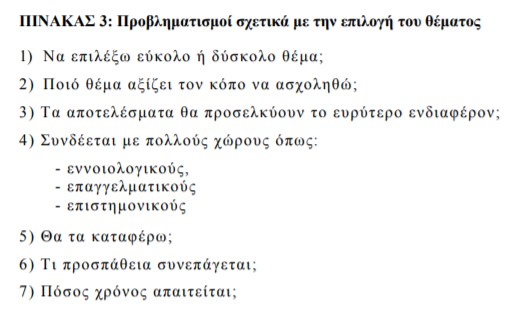 ΠΙΝΑΚΑΣ 3: Προβληματισμοί σχετικά με την επιλογή του θέματος
1) Να επιλέξω εύκολο ή δύσκολο θέμα;
2) Ποιό θέμα αξίζει τον κόπο να ασχοληθώ;
3) Τα αποτελέσματα θα προσελκύουν το ευρύτερο ενδιαφέρον;
4) Συνδέεται με πολλούς χώρους όπως:
- εννοιολογικούς,
- επαγγελματικούς
- επιστημονικούς
5) Θα τα καταφέρω;
6) Τι προσπάθεια συνεπάγεται;
7) Πόσος χρόνος απαιτείται;